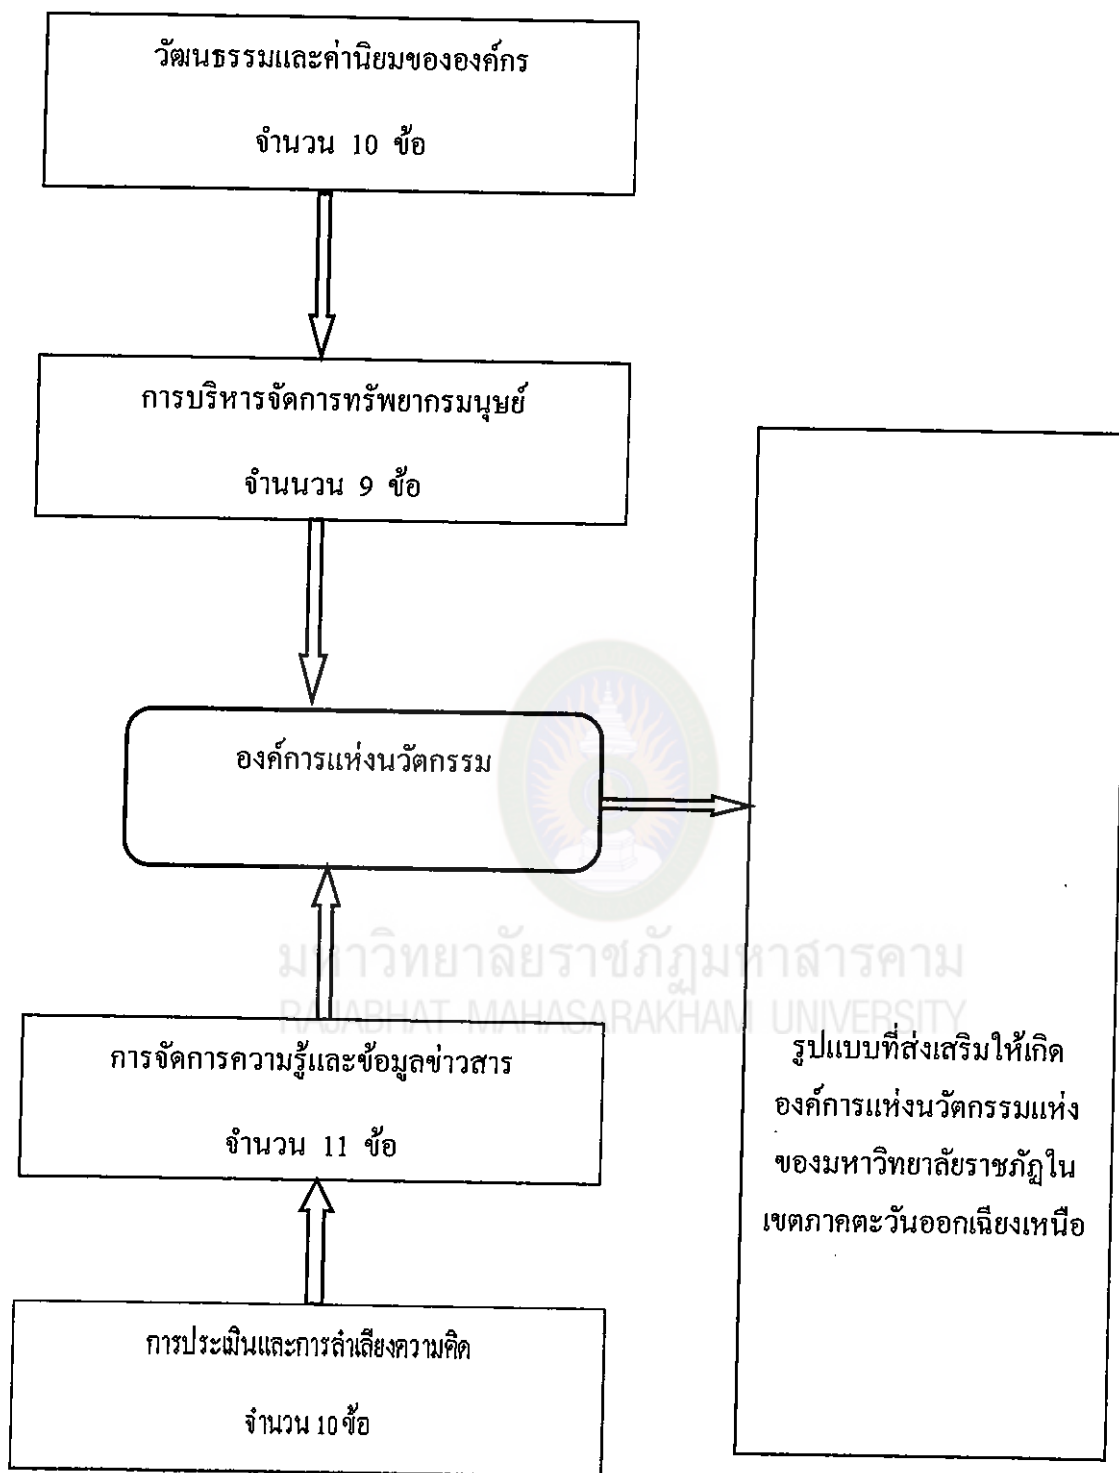 วัฒนธรรมและค่านิยมขององค์กร
จำนวน 10 ข้อ
การบริหารจัดการทรัพยากรมนุษย์
จำนนวน 9 ข้อ
องค์การแห่งนวัตกรรม
มหาวิทยาลัยราชภัฏมหาสารคาม
RAJABHAT MAHASARAKHAM UNIVERSITY
การจัดการความรู้และข้อมูลข่าวสาร
จำนวน 11 ข้อ
การประเมินและการลำเลียงความคิด
จำนวน 10 ข้อ
รูปแบบที่ส่งเสริมให้เกิด
องค์การแห่งนวัตกรรมแห่ง
ของมหาวิทยาลัยราชภัฏใน
เขตภาคตะวันออกเฉียงเหนือ